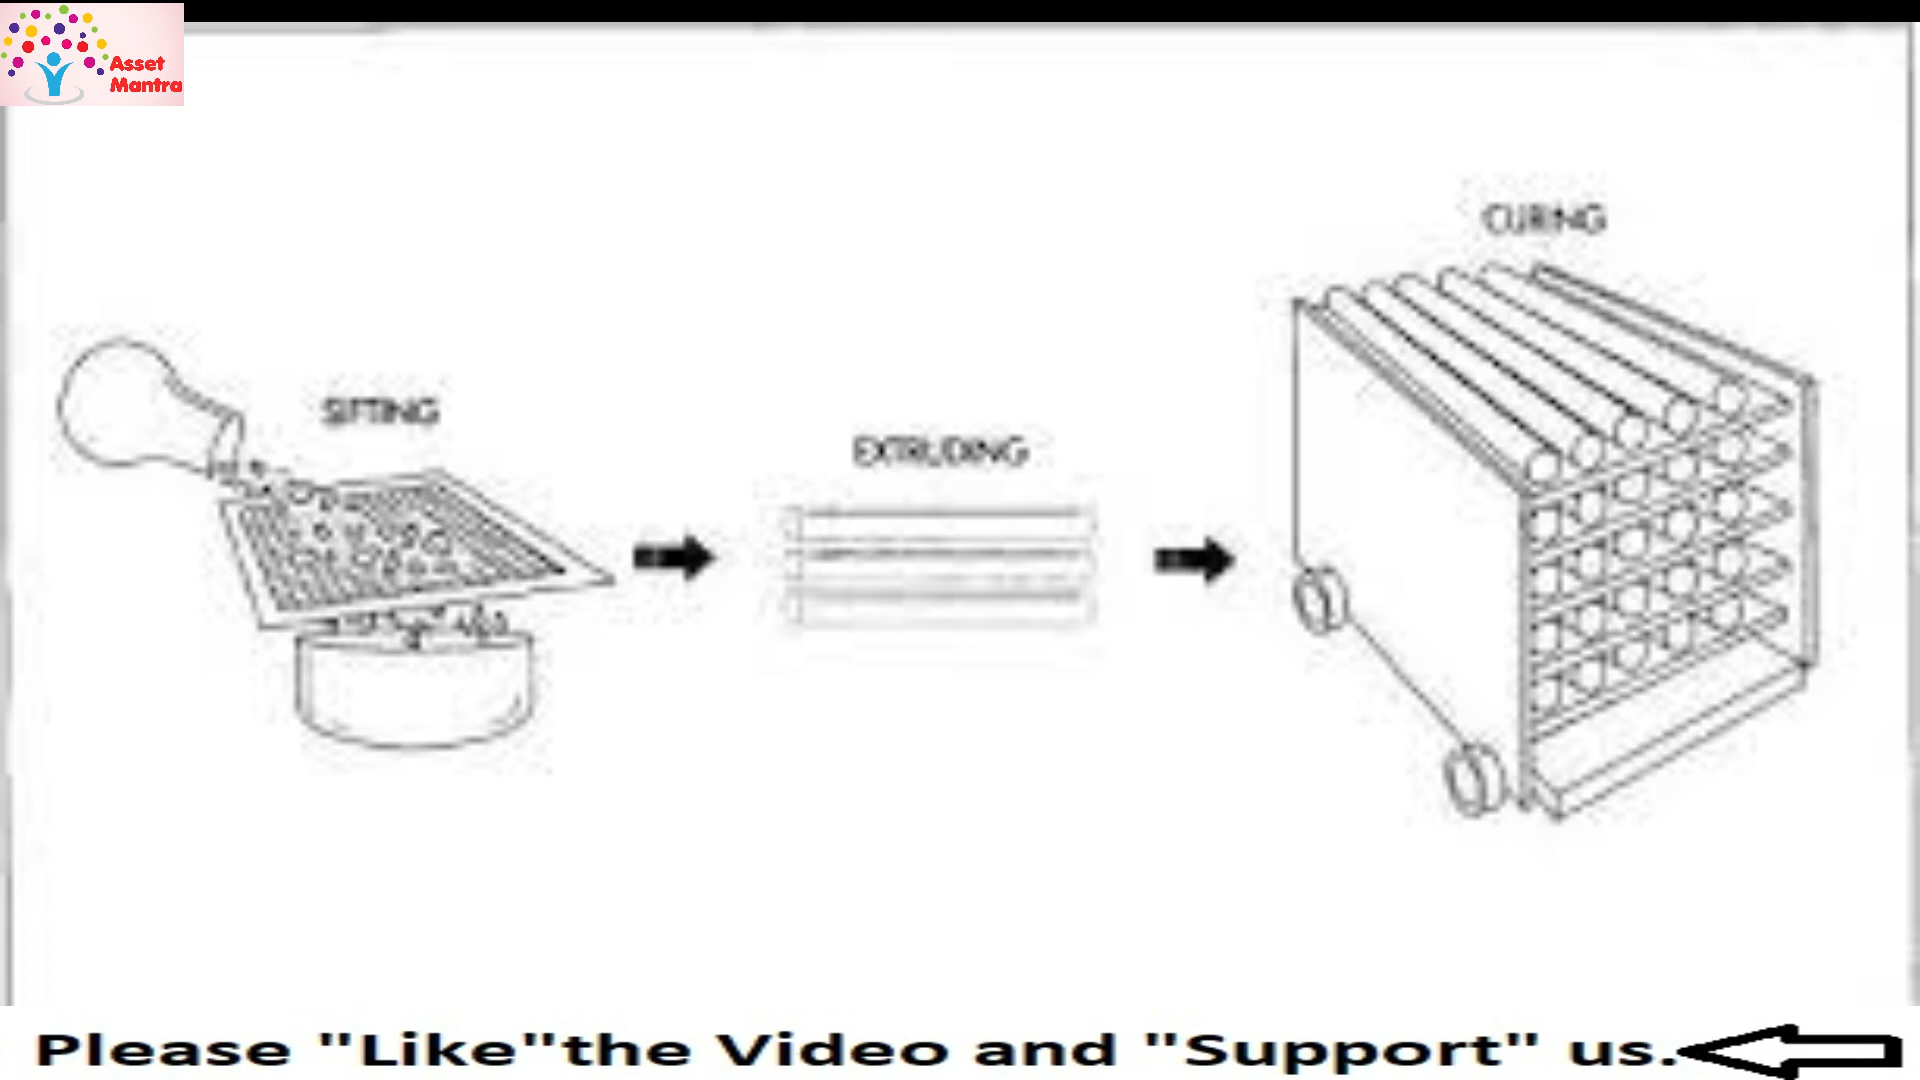 Asset
Mantra
CURING
SIFTING
EXTRUDING
Please "Like"the Video and "Support" us.